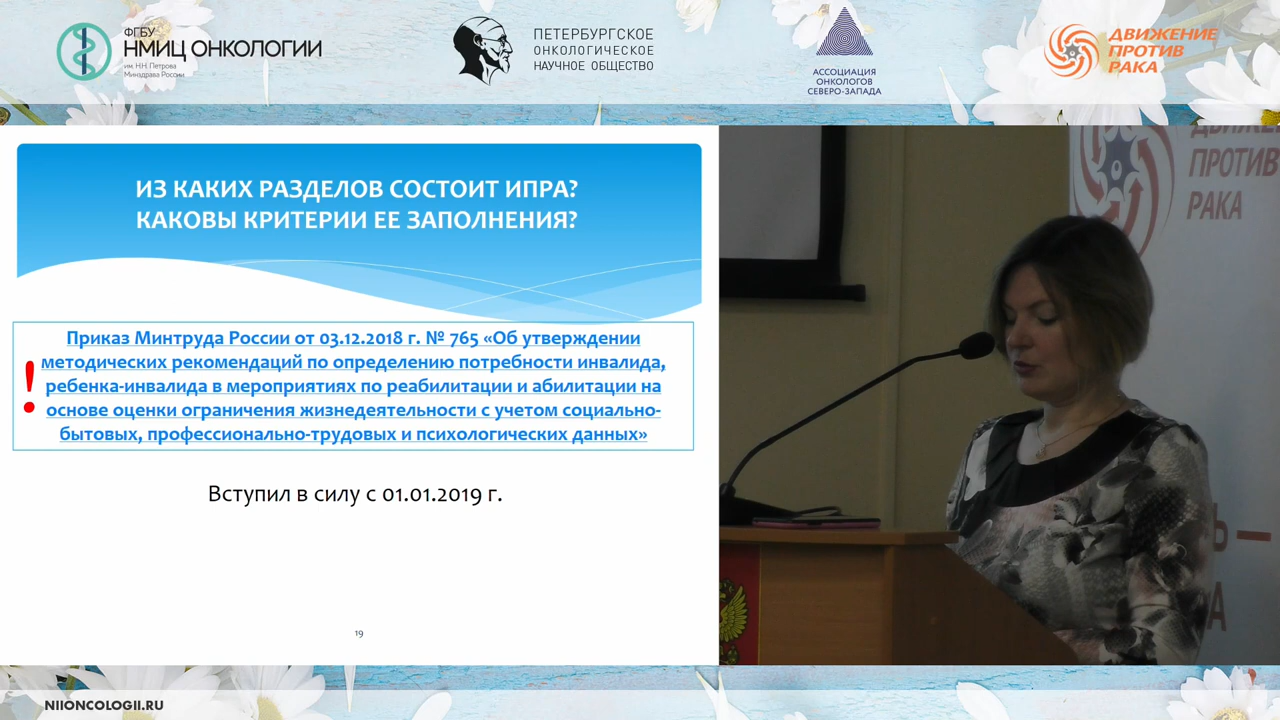 ФГБУ
НМИЦ ОНКОЛОГИИ
им. Н.Н. Петрова
Минздрава России
ПЕТЕРБУРГСКОЕ
ОНКОЛОГИЧЕСКОЕ
НАУЧНОЕ ОБЩЕСТВО
АССОЦИАЦИЯ
ОНКОЛОГОВ
СЕВЕРО-ЗАПАДА
ДВИЖЕНИЕ
ПРОТИВ
РАКА
ИЗ КАКИХ РАЗДЕЛОВ СОСТОИТ ИПРА?
КАКОВЫ КРИТЕРИИ ЕЕ ЗАПОЛНЕНИЯ?
!
Приказ Минтруда России от 03.12.2018 г. № 765 «Об утверждении
методических рекомендаций по определению потребности инвалида,
ребенка-инвалида в мероприятиях по реабилитации и абилитации на
основе оценки ограничения жизнедеятельности с учетом социально-
бытовых, профессионально-трудовых и психологических данных»
Вступил в силу с 01.01.2019 г.
19
ПРОТИВ
РАКА
NIIONCOLOGII.RU